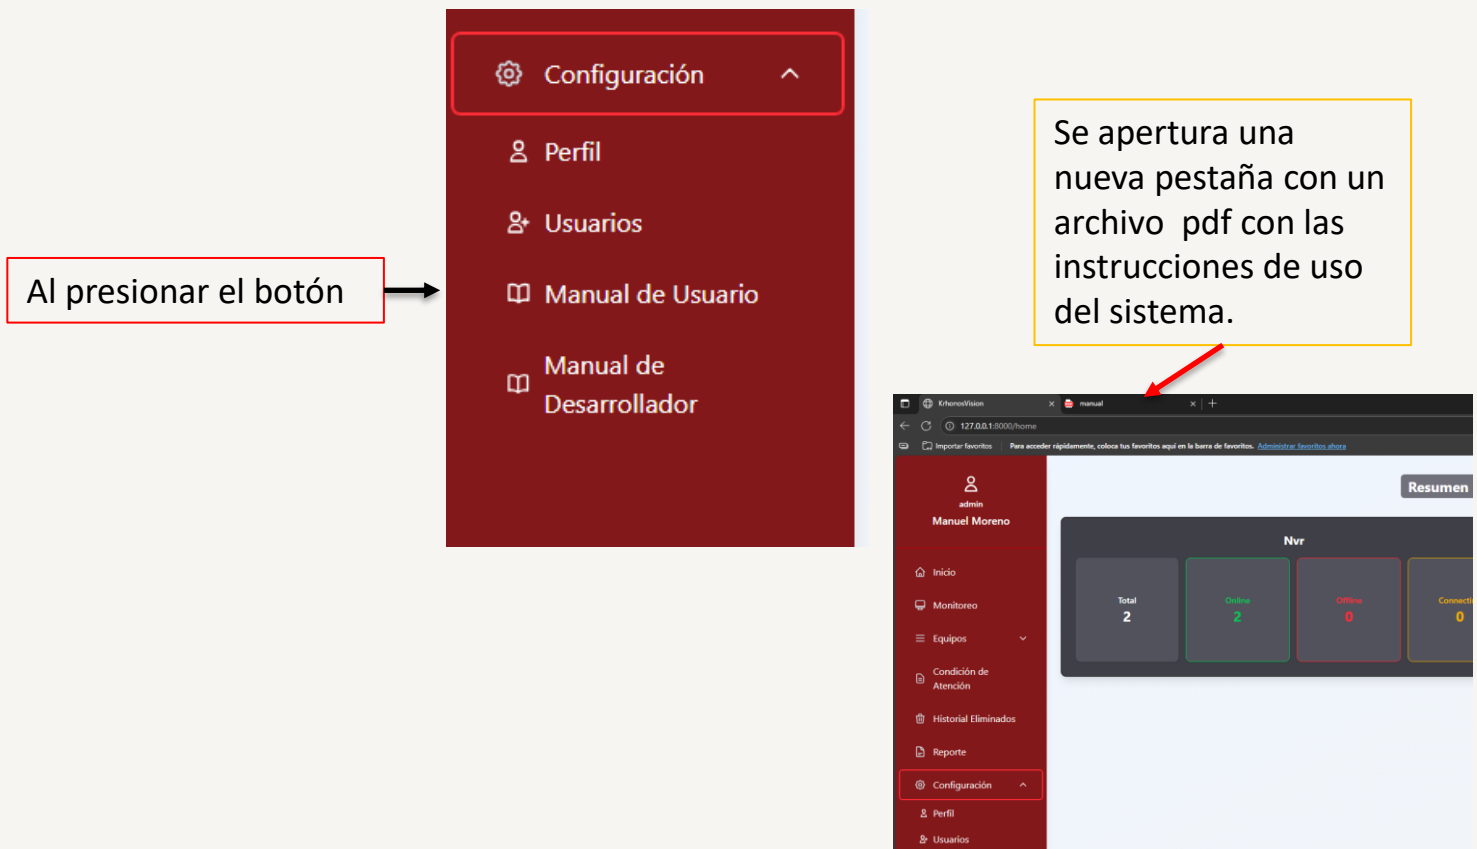 Configuración
Perfil
Usuarios
Manual de Usuario
Manual de
Desarrollador
Al presionar el botón
Se apertura una
nueva pestaña con un
archivo pdf con las
instrucciones de uso
del sistema.
KrhonosVision
manual
127.0.0.1:8000/home
Importar favoritos
Para acceder rápidamente, coloca tus favoritos aquí en la barra de favoritos. Administrar favoritos ahora
admin
Manuel Moreno
Inicio
Monitoreo
Equipos
Condición de
Atención
Historial Eliminados
Reporte
Configuración
Perfil
Usuarios
Resumen
Nvr
Total
2
Online
2
Offline
0
Connecti
0